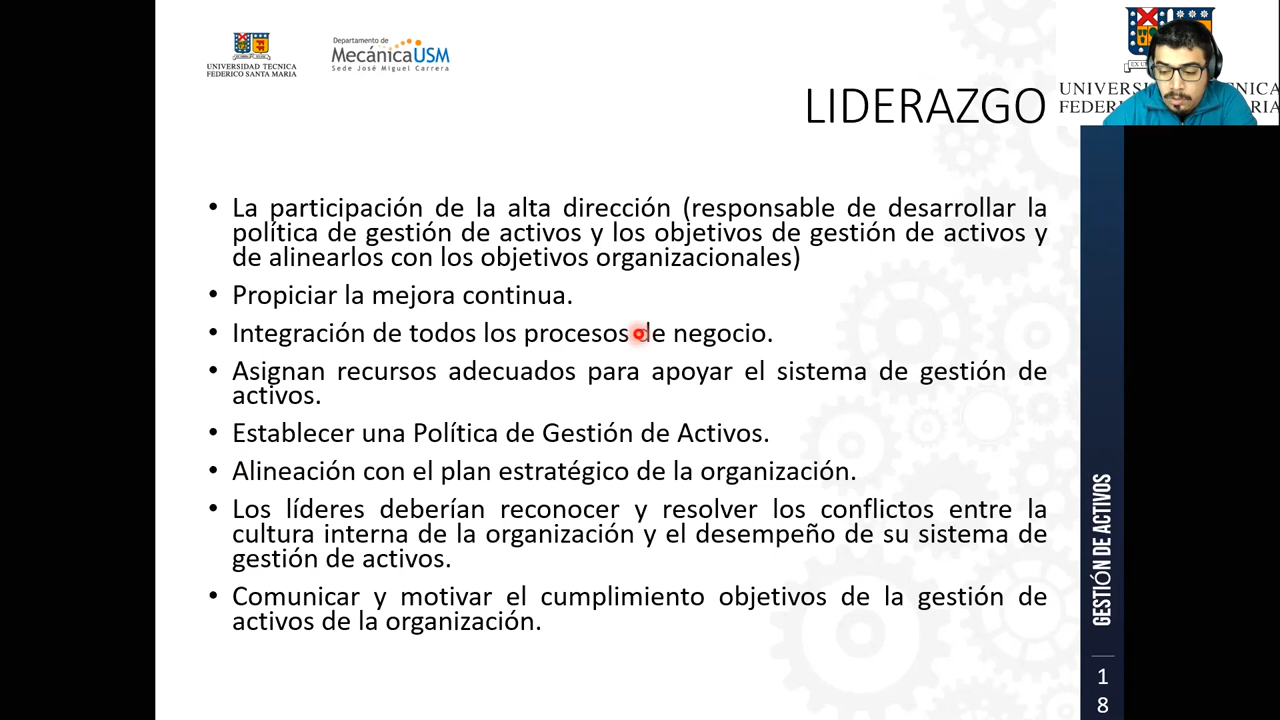 UNIVERSIDAD TECNICA
FEDERICO SANTA MARIA
Departamento de
MecánicaUSM
Sede José Miguel Carrera
LIDERAZGO
• La participación de la alta dirección (responsable de desarrollar la
política de gestión de activos y los objetivos de gestión de activos y
de alinearlos con los objetivos organizacionales)
• Propiciar la mejora continua.
• Integración de todos los procesos de negocio.
• Asignan recursos adecuados para apoyar el sistema de gestión de
activos.
• Establecer una Política de Gestión de Activos.
• Alineación con el plan estratégico de la organización.
• Los líderes deberían reconocer y resolver los conflictos entre la
cultura interna de la organización y el desempeño de su sistema de
gestión de activos.
• Comunicar y motivar el cumplimiento objetivos de la gestión de
activos de la organización.
GESTIÓN DE ACTIVOS
1
8